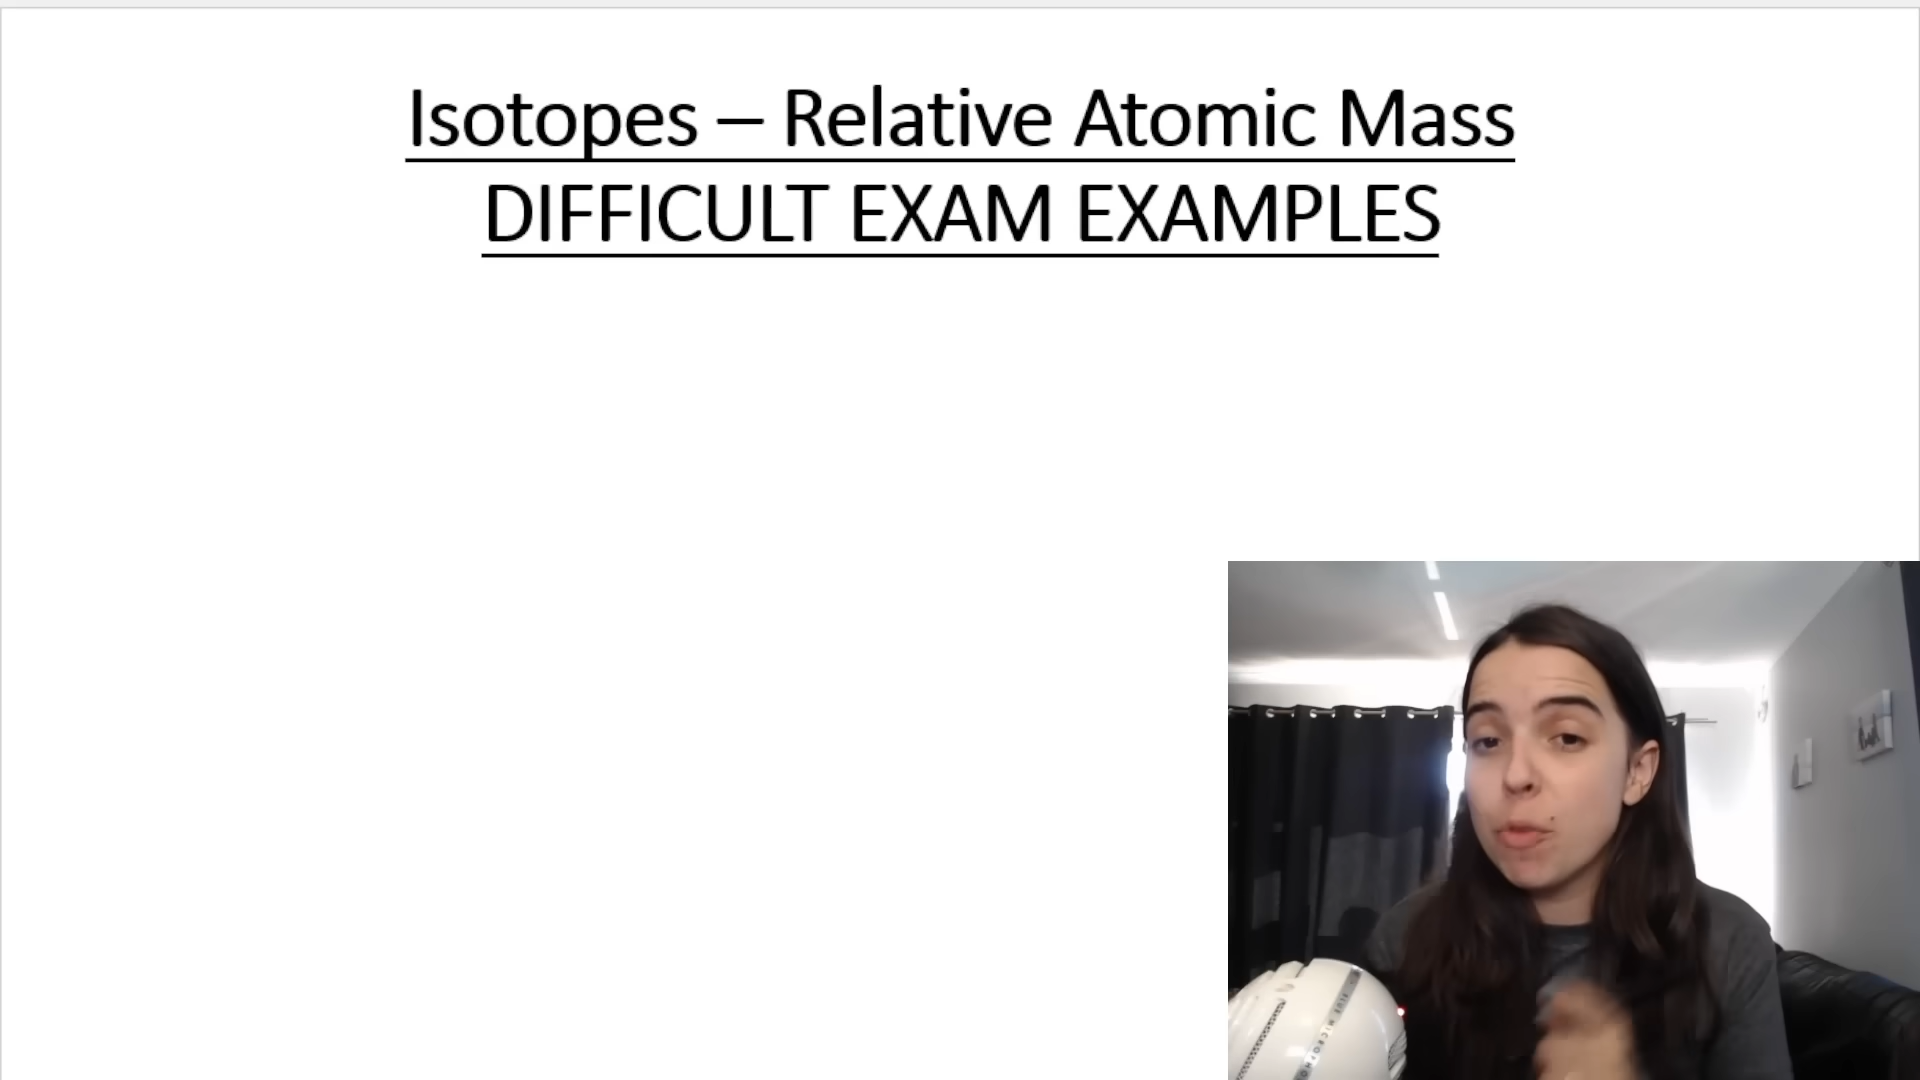 Isotopes – Relative Atomic Mass
DIFFICULT EXAM EXAMPLES